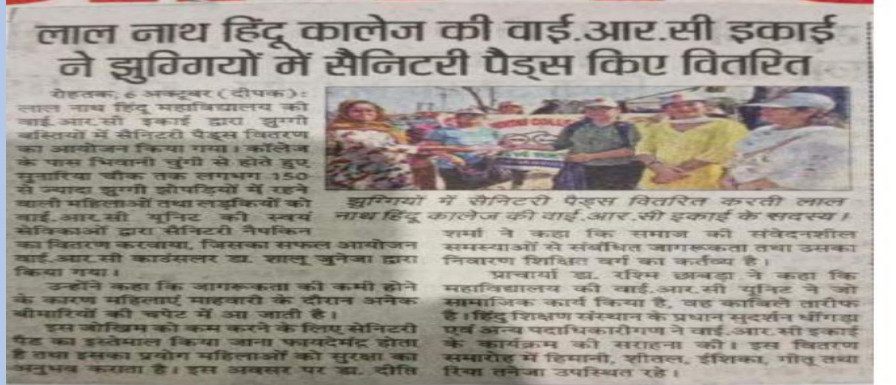 लाल नाथ हिंदू कालेज की वाई.आर.सी इकाई
ने झुग्गियों में सैनिटरी पैड्स किए वितरित
रोहतक, 6 अक्टूबर (दीपक):
लाल नाथ हिंदू महाविद्यालय की
वाई.आर.सी इकाई द्वारा झुग्गी
बस्तियों में सैनिटरी पैड्स वितरण
का आयोजन किया गया। कॉलेज
के पास भिवानी चुंगी से होते हुए
सुनारिया चौक तक लगभग 150
से ज्यादा झुग्गी झोपड़ियों में रहने
वाली महिलाओं तथा लड़कियों को
वाई.आर.सी यूनिट की स्वयं
सेविकाओं द्वारा सैनिटरी नैपकिन
का वितरण करवाया, जिसका सफल आयोजन
वाई.आर.सी काउंसलर डा. शालू जुनेजा द्वारा
किया गया।
उन्होंने कहा कि जागरूकता की कमी होने
के कारण महिलाएं माहवारी के दौरान अनेक
बीमारियों की चपेट में आ जाती है।
इस जोखिम को कम करने के लिए सेनिटरी
पैड का इस्तेमाल किया जाना फायदेमंद होता
है तथा इसका प्रयोग महिलाओं को सुरक्षा का
अनुभव कराता है। इस अवसर पर डा. दीति
झुग्गियों में सैनिटरी पैड्स वितरित करती लाल
नाथ हिंदू कालेज की वाई.आर.सी इकाई के सदस्य।
शर्मा ने कहा कि समाज की संवेदनशील
समस्याओं से संबंधित जागरूकता तथा उसका
निवारण शिक्षित वर्ग का कर्तव्य है।
प्राचार्या डा. रश्मि छाबड़ा ने कहा कि
महाविद्यालय की वाई.आर.सी यूनिट ने जो
सामाजिक कार्य किया है, वह काबिले तारीफ
है। हिंदु शिक्षण संस्थान के प्रधान सुदर्शन धींगड़ा
एवं अन्य पदाधिकारीगण ने वाई.आर.सी इकाई
के कार्यक्रम की सराहना की। इस वितरण
समारोह में हिमानी, शीतल, ईशिका, गीतू तथा
रिया तनेजा उपस्थित रहे।